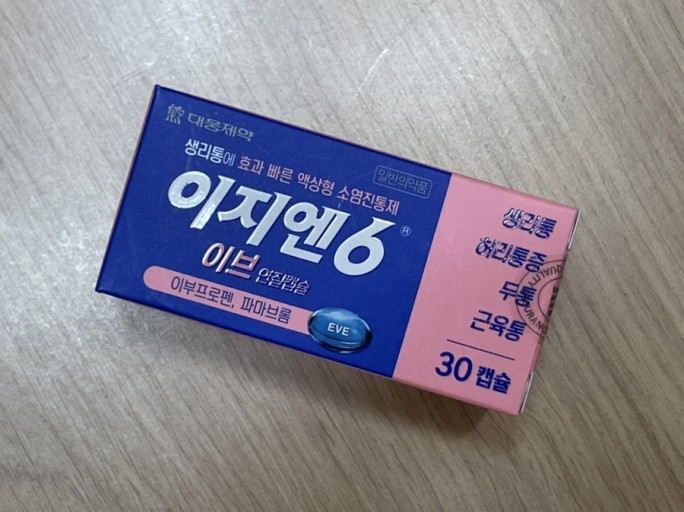 대웅제약
생리통에 효과 빠른 액상형 소염진통제
일반의약품
이지엔6®
이브 연질캡슐
이부프로펜, 파마브롬
EVE
생리통
허리통증
두통
근육통
30 캡슐
QUALITY